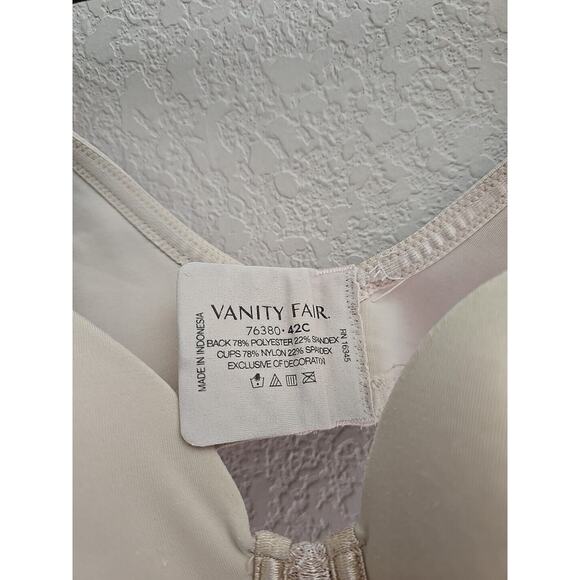 VANITY FAIR.
76380 • 42C
BACK 78% POLYESTER 22% SPANDEX
CUPS 78% NYLON 22% SPANDEX
EXCLUSIVE OF DECORATION
MADE IN INDONESIA
RN 16345